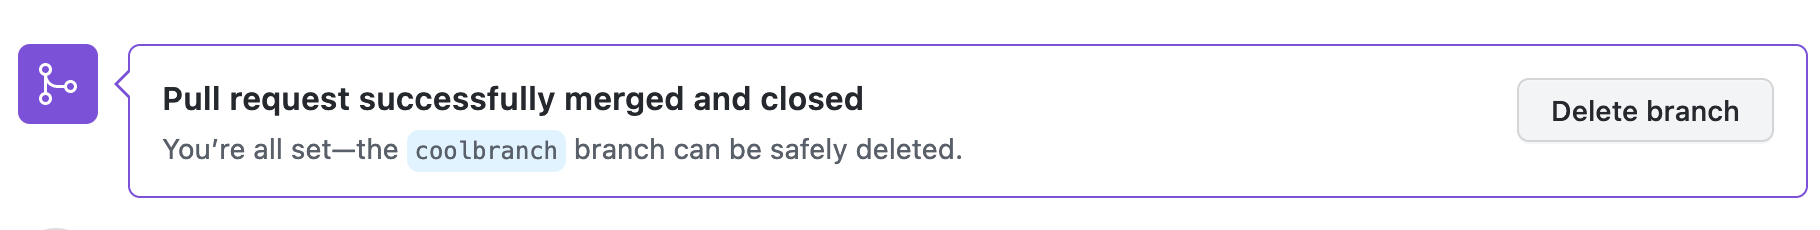 Pull request successfully merged and closed
You’re all set—the coolbranch branch can be safely deleted.
Delete branch